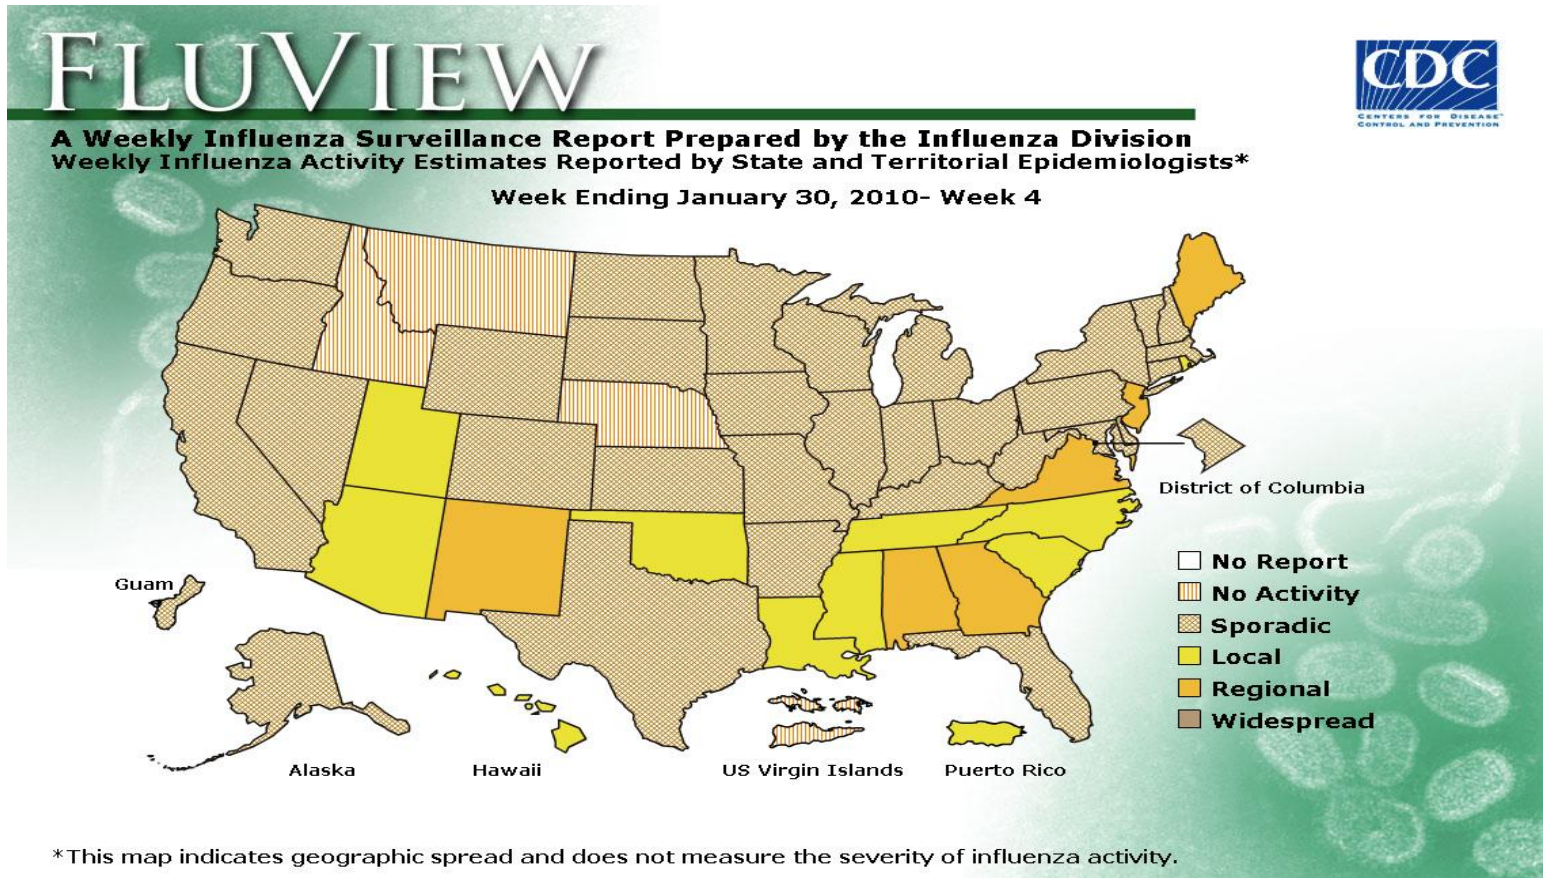 FLUVIEW
CDC
CENTERS FOR DISEASE
CONTROL AND PREVENTION
A Weekly Influenza Surveillance Report Prepared by the Influenza Division
Weekly Influenza Activity Estimates Reported by State and Territorial Epidemiologists*
Week Ending January 30, 2010- Week 4
District of Columbia
No Report
Guam
No Activity
Sporadic
Local
Regional
Widespread
Alaska
Hawaii
US Virgin Islands
Puerto Rico
*This map indicates geographic spread and does not measure the severity of influenza activity.